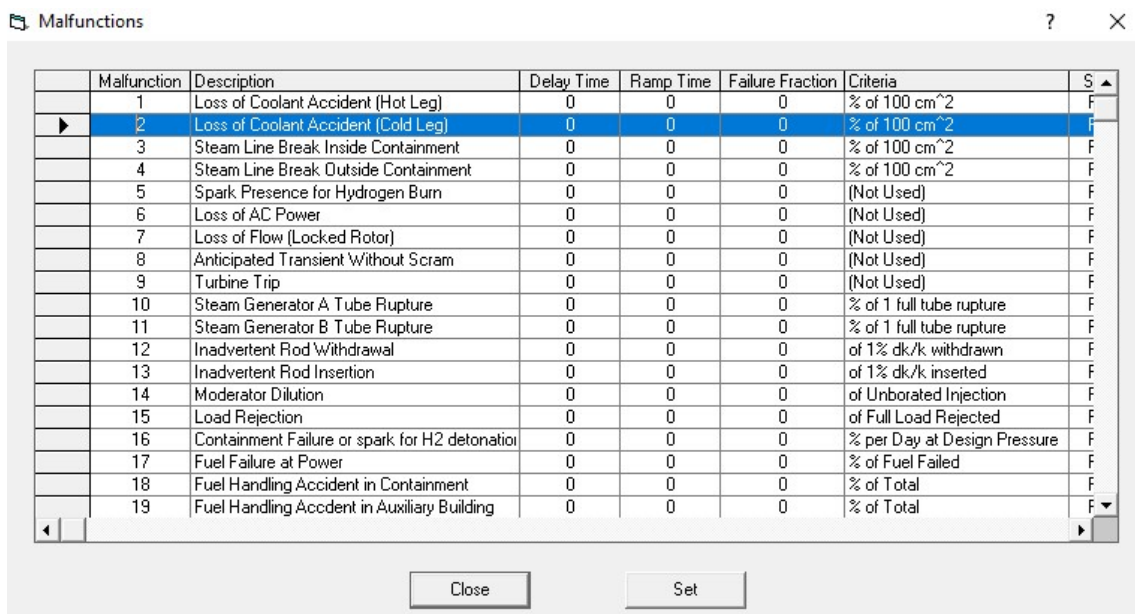 Malfunctions ? ×
Malfunction Description Delay Time Ramp Time Failure Fraction Criteria S
1 Loss of Coolant Accident (Hot Leg) 0 0 0 % of 100 cm^2 F
2 Loss of Coolant Accident (Cold Leg) 0 0 0 % of 100 cm^2 F
3 Steam Line Break Inside Containment 0 0 0 % of 100 cm^2 F
4 Steam Line Break Outside Containment 0 0 0 % of 100 cm^2 F
5 Spark Presence for Hydrogen Burn 0 0 0 (Not Used) F
6 Loss of AC Power 0 0 0 (Not Used) F
7 Loss of Flow (Locked Rotor) 0 0 0 (Not Used) F
8 Anticipated Transient Without Scram 0 0 0 (Not Used) F
9 Turbine Trip 0 0 0 (Not Used) F
10 Steam Generator A Tube Rupture 0 0 0 % of 1 full tube rupture F
11 Steam Generator B Tube Rupture 0 0 0 % of 1 full tube rupture F
12 Inadvertent Rod Withdrawal 0 0 0 of 1% dk/k withdrawn F
13 Inadvertent Rod Insertion 0 0 0 of 1% dk/k inserted F
14 Moderator Dilution 0 0 0 of Unborated Injection F
15 Load Rejection 0 0 0 of Full Load Rejected F
16 Containment Failure or spark for H2 detonation 0 0 0 % per Day at Design Pressure F
17 Fuel Failure at Power 0 0 0 % of Fuel Failed F
18 Fuel Handling Accident in Containment 0 0 0 % of Total F
19 Fuel Handling Accdent in Auxiliary Building 0 0 0 % of Total F
Close Set